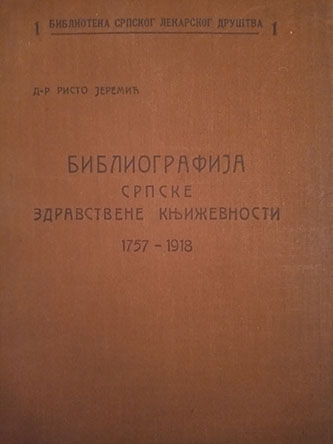 1 БИБЛИОТЕКА СРПСКОГ ЛЕКАРСКОГ ДРУШТВА 1
Д-Р РИСТО ЈЕРЕМИЋ
БИБЛИОГРАФИЈА
СРПСКЕ
ЗДРАВСТВЕНЕ КЊИЖЕВНОСТИ
1757 - 1918